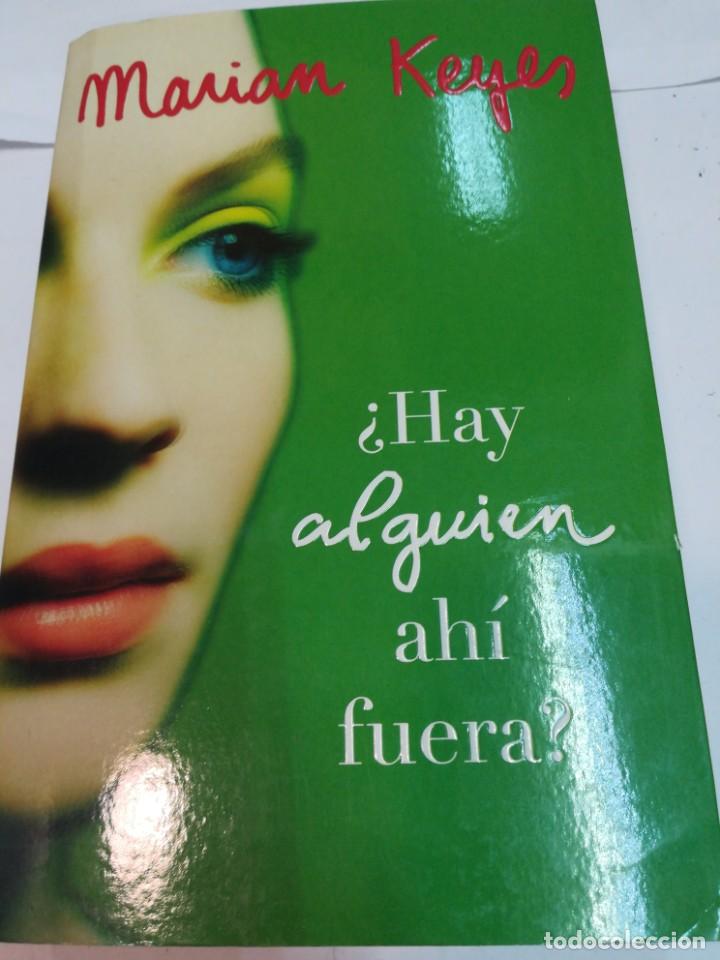 Marian Keyes
¿Hay
alguien
ahí
fuera?
todocoleccion